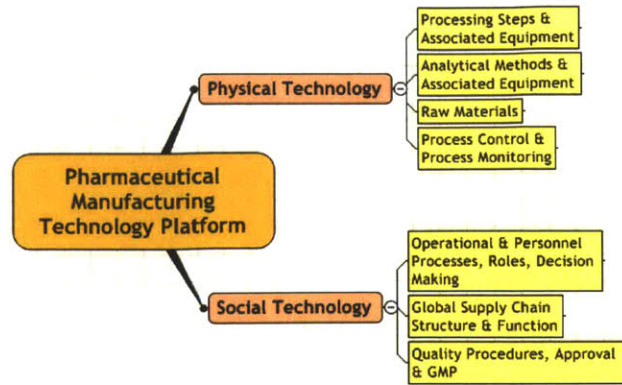 Pharmaceutical
Manufacturing
Technology Platform
Physical Technology
Processing Steps &
Associated Equipment
Analytical Methods &
Associated Equipment
Raw Materials
Process Control &
Process Monitoring
Social Technology
Operational & Personnel
Processes, Roles, Decision
Making
Global Supply Chain
Structure & Function
Quality Procedures, Approval
& GMP